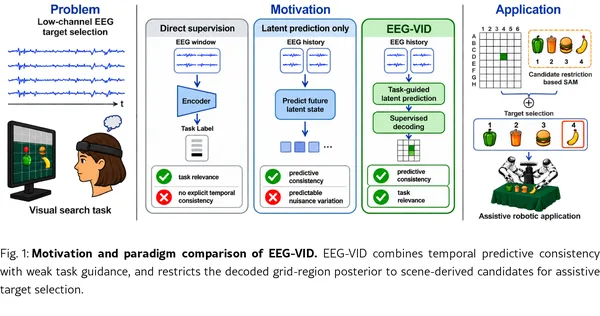 Problem
Low-channel EEG
target selection
t
Visual search task
Motivation
Direct supervision
EEG window
Encoder
Task Label
task relevance
no explicit temporal
consistency
Latent prediction only
EEG history
Predict future
latent state
...
predictive
consistency
predictable
nuisance variation
EEG-VID
EEG history
Task-guided
latent prediction
Supervised
decoding
predictive
consistency
task
relevance
Application
1 2 3 4 5 6
A
B
C
D
E
F
G
H
1 2 3 4
Candidate restriction
based SAM
Target selection
1 2 3 4
Assistive robotic application
Fig. 1: Motivation and paradigm comparison of EEG-VID. EEG-VID combines temporal predictive consistency
with weak task guidance, and restricts the decoded grid-region posterior to scene-derived candidates for assistive
target selection.